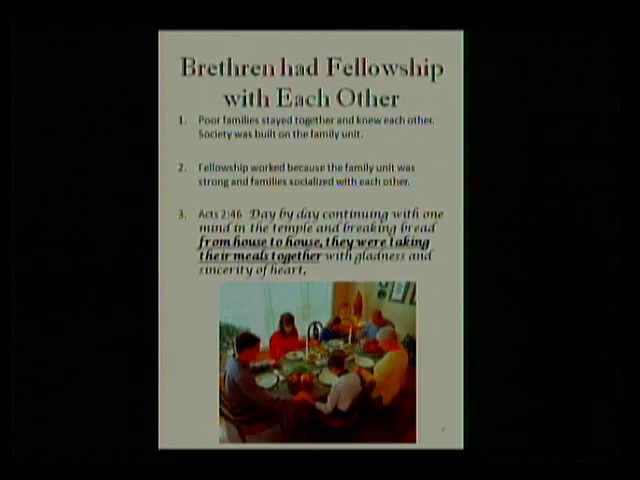 Brethren had Fellowship
with Each Other
1. Poor families stayed together and knew each other.
Society was built on the family unit.
2. Fellowship worked because the family unit was
strong and families socialized with each other.
3. Acts 2:46 Day by day continuing with one
mind in the temple and breaking bread
from house to house, they were taking
their meals together with gladness and
sincerity of heart,